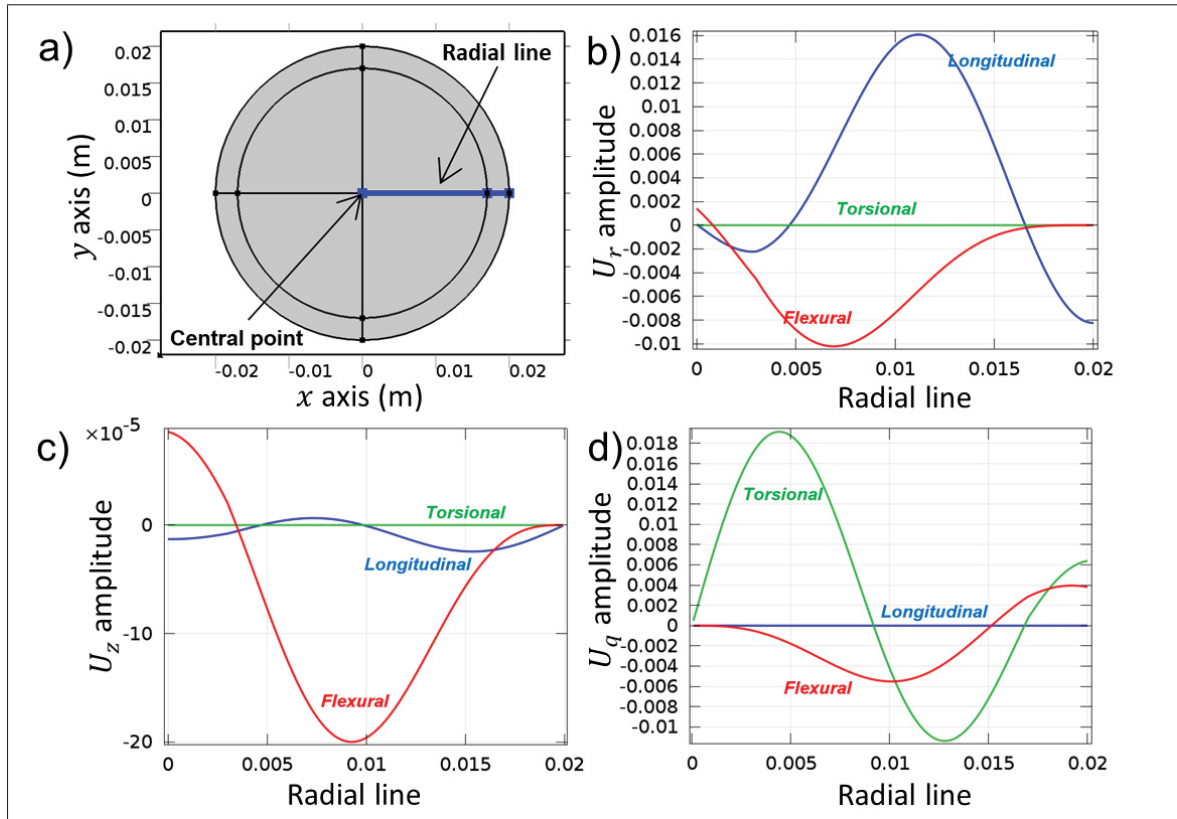 a)
0.02
0.015
0.01
0.005
0
-0.005
-0.01
-0.015
-0.02
y axis (m)
Radial line
Central point
-0.02
-0.01
0
0.01
0.02
x axis (m)
b)
0.016
0.014
0.012
0.01
0.008
0.006
0.004
0.002
0
-0.002
-0.004
-0.006
-0.008
-0.01
U_r amplitude
Longitudinal
Torsional
Flexural
0
0.005
0.01
0.015
0.02
Radial line
c)
×10⁻⁵
0
-10
-20
U_z amplitude
Torsional
Longitudinal
Flexural
0
0.005
0.01
0.015
0.02
Radial line
d)
0.018
0.016
0.014
0.012
0.01
0.008
0.006
0.004
0.002
0
-0.002
-0.004
-0.006
-0.008
-0.01
U_q amplitude
Torsional
Longitudinal
Flexural
0
0.005
0.01
0.015
0.02
Radial line